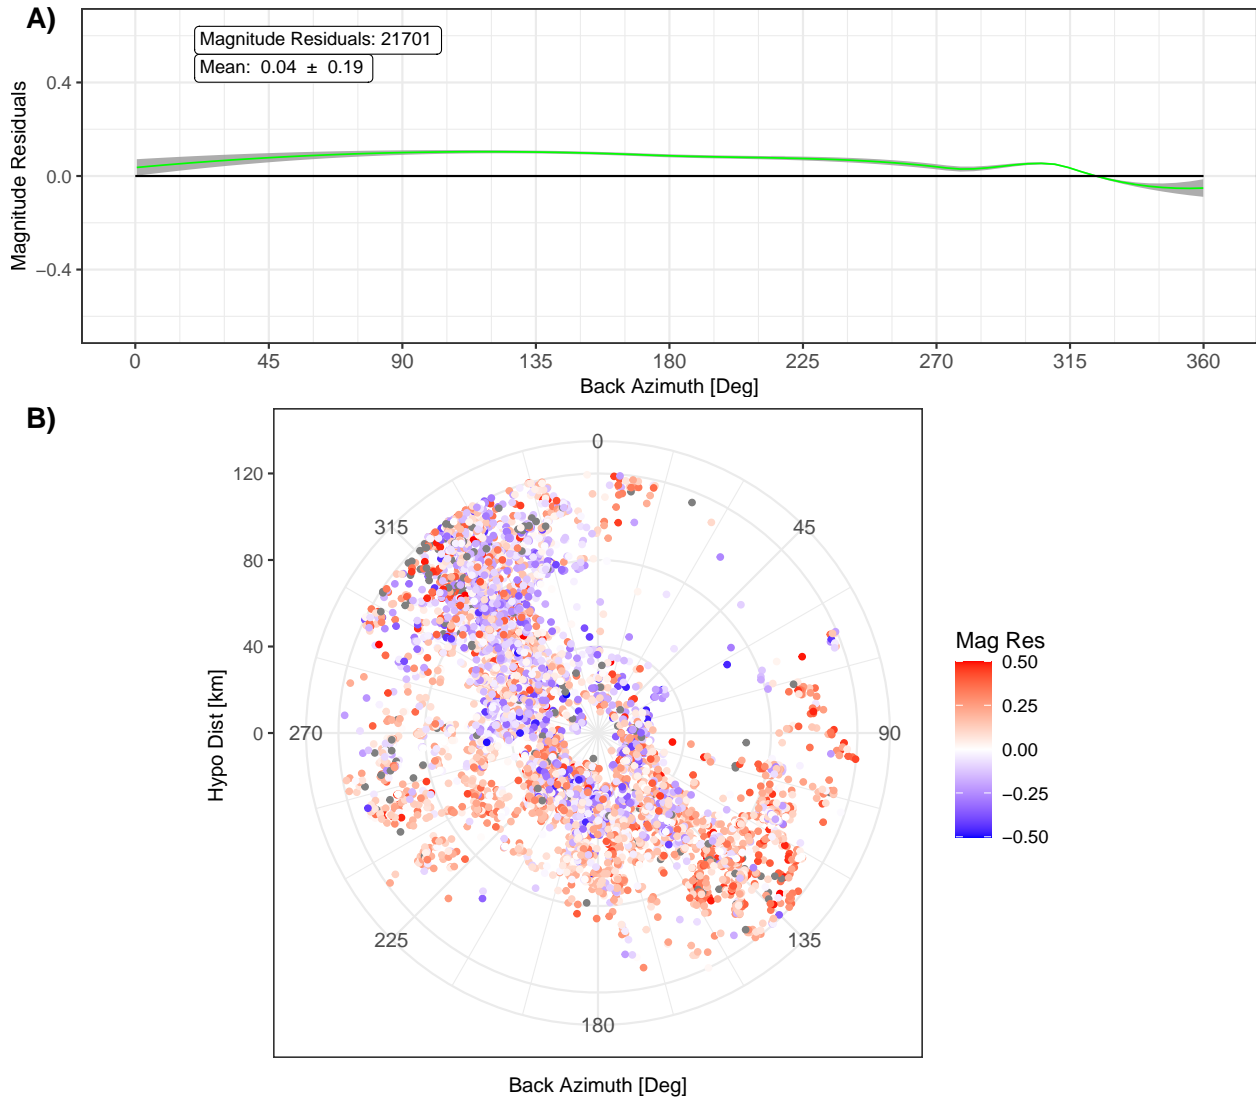 A)
Magnitude Residuals: 21701
Mean:  0.04  ±  0.19
Magnitude Residuals
0.4
0.0
−0.4
0 45 90 135 180 225 270 315 360
Back Azimuth [Deg]
B)
Hypo Dist [km]
120
80
40
0
0
45
90
135
180
225
270
315
Back Azimuth [Deg]
Mag Res
0.50
0.25
0.00
−0.25
−0.50